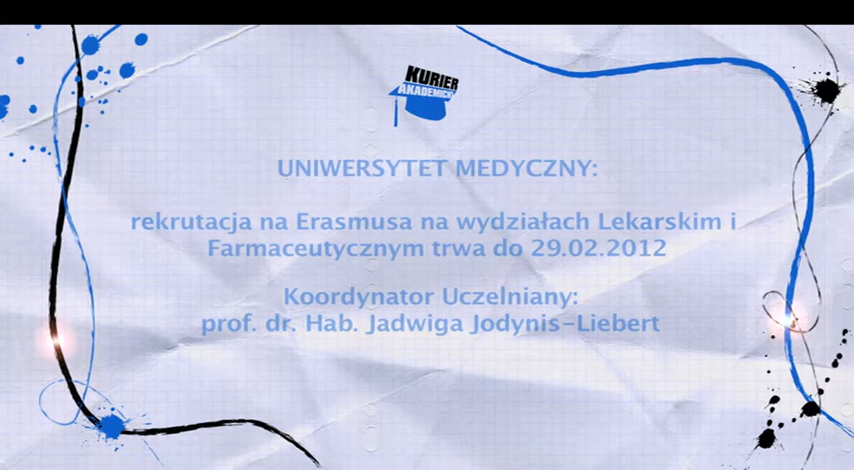 KURIER
AKADEMICKI
UNIWERSYTET MEDYCZNY:
rekrutacja na Erasmusa na wydziałach Lekarskim i
Farmaceutycznym trwa do 29.02.2012
Koordynator Uczelniany:
prof. dr. Hab. Jadwiga Jodynis-Liebert